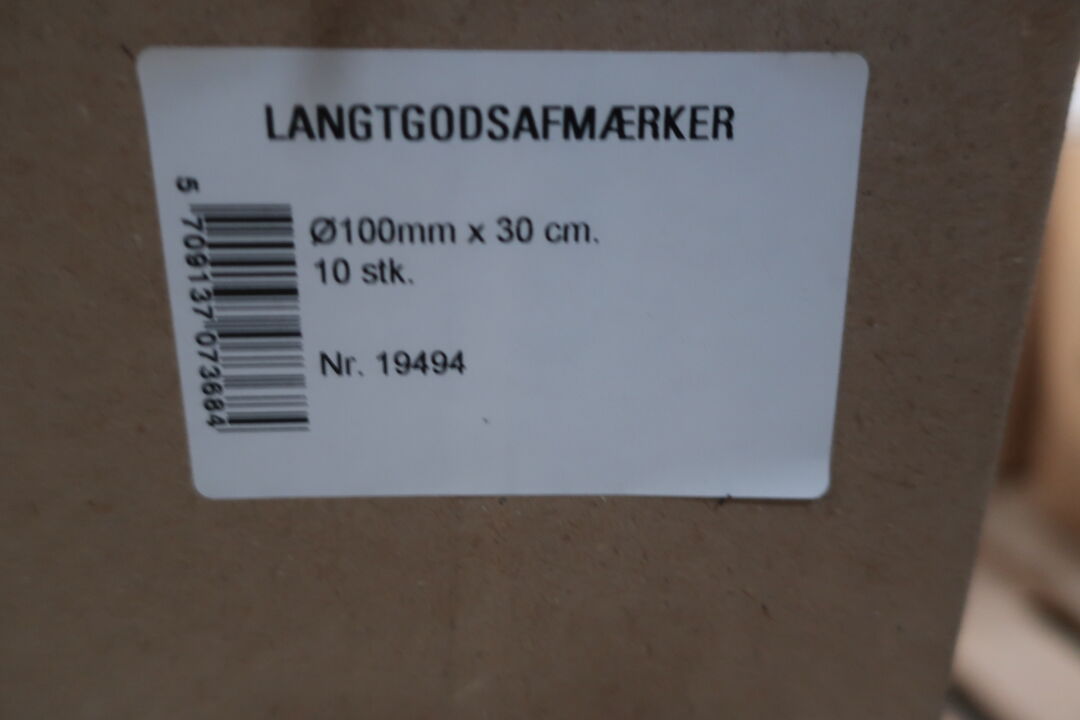 LANGTGODSAFMÆRKER
Ø100mm x 30 cm.
10 stk.
Nr. 19494
5 709137 073684